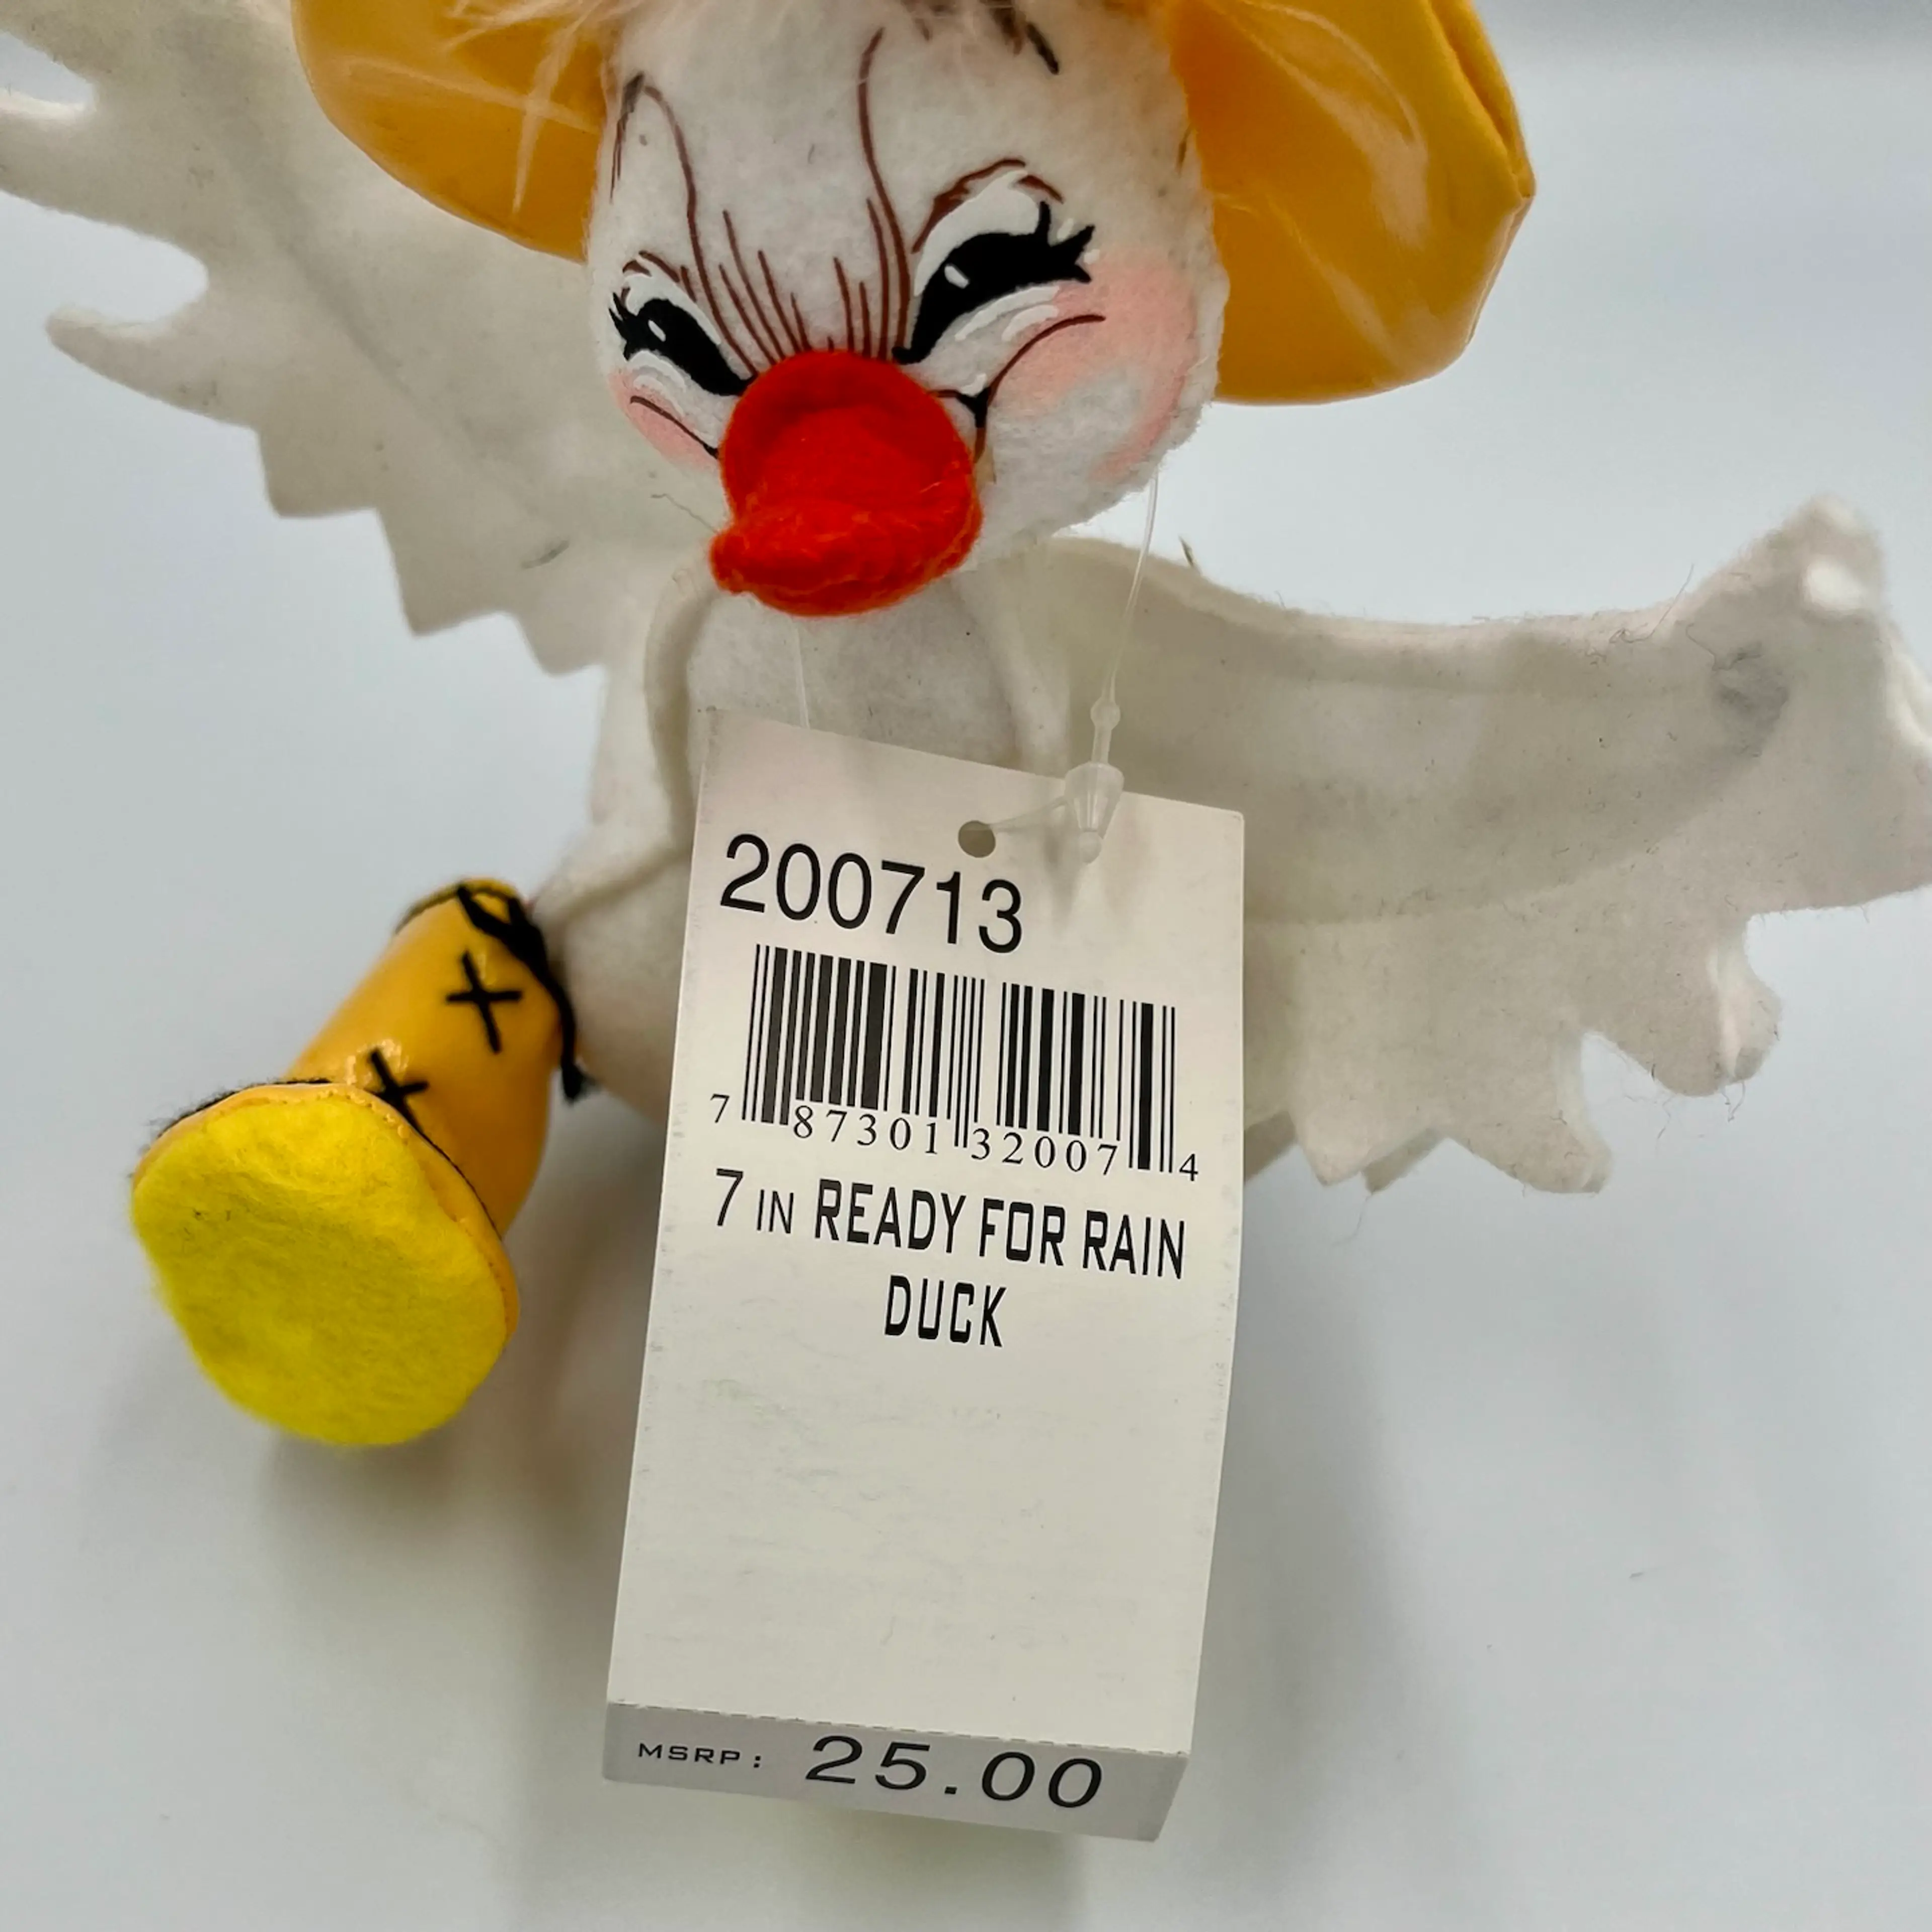 200713
7 87301 32007 4
7 IN READY FOR RAIN
DUCK
MSRP: 25.00